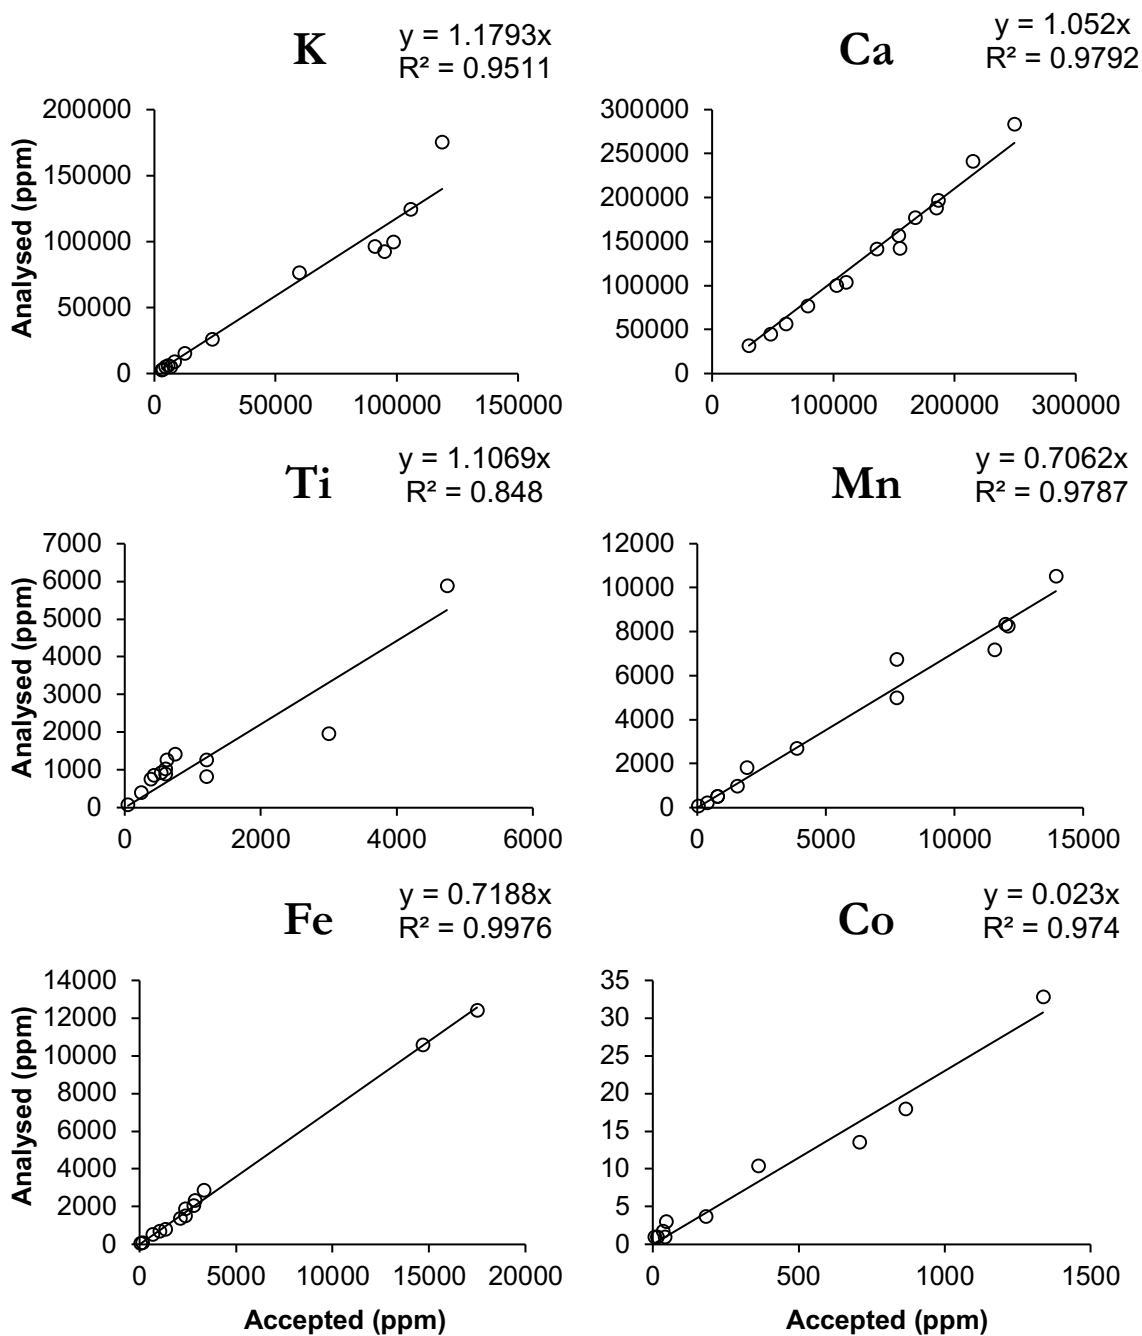 K
y = 1.1793x
R² = 0.9511
Ca
y = 1.052x
R² = 0.9792
Analysed (ppm)
200000
150000
100000
50000
0
0 50000 100000 150000
300000
250000
200000
150000
100000
50000
0
0 100000 200000 300000
Ti
y = 1.1069x
R² = 0.848
Mn
y = 0.7062x
R² = 0.9787
Analysed (ppm)
7000
6000
5000
4000
3000
2000
1000
0
0 2000 4000 6000
12000
10000
8000
6000
4000
2000
0
0 5000 10000 15000
Fe
y = 0.7188x
R² = 0.9976
Co
y = 0.023x
R² = 0.974
Analysed (ppm)
14000
12000
10000
8000
6000
4000
2000
0
0 5000 10000 15000 20000
Accepted (ppm)
35
30
25
20
15
10
5
0
0 500 1000 1500
Accepted (ppm)